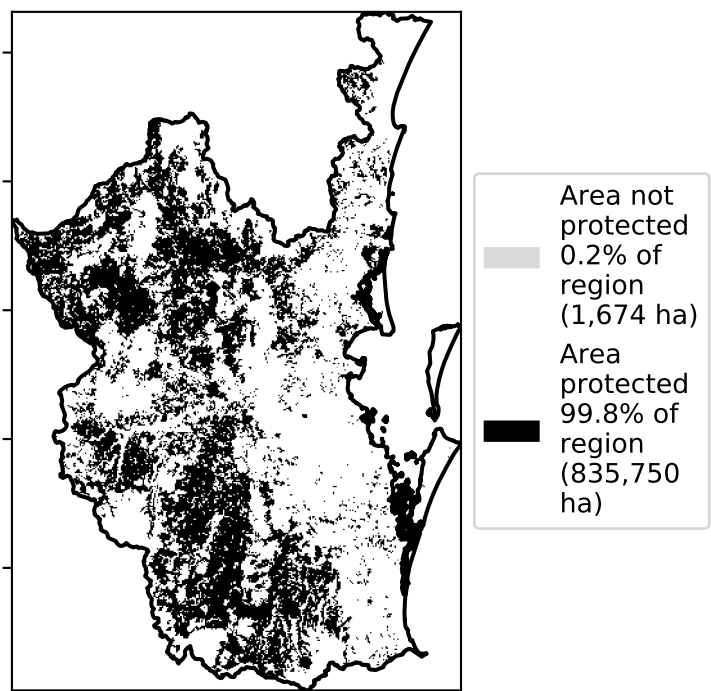 Area not
protected
0.2% of
region
(1,674 ha)
Area
protected
99.8% of
region
(835,750
ha)